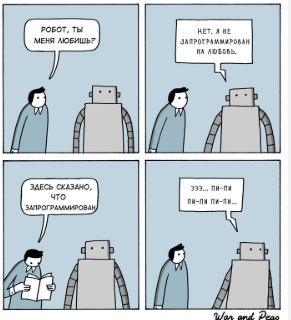 РОБОТ, ТЫ
МЕНЯ ЛЮБИШЬ?
НЕТ. Я НЕ
ЗАПРОГРАММИРОВАН
НА ЛЮБОВЬ.
ЗДЕСЬ СКАЗАНО,
ЧТО
ЗАПРОГРАММИРОВАН
ЭЭЭ... ПИ-ПИ
ПИ-ПИ ПИ-ПИ...
War and Peas